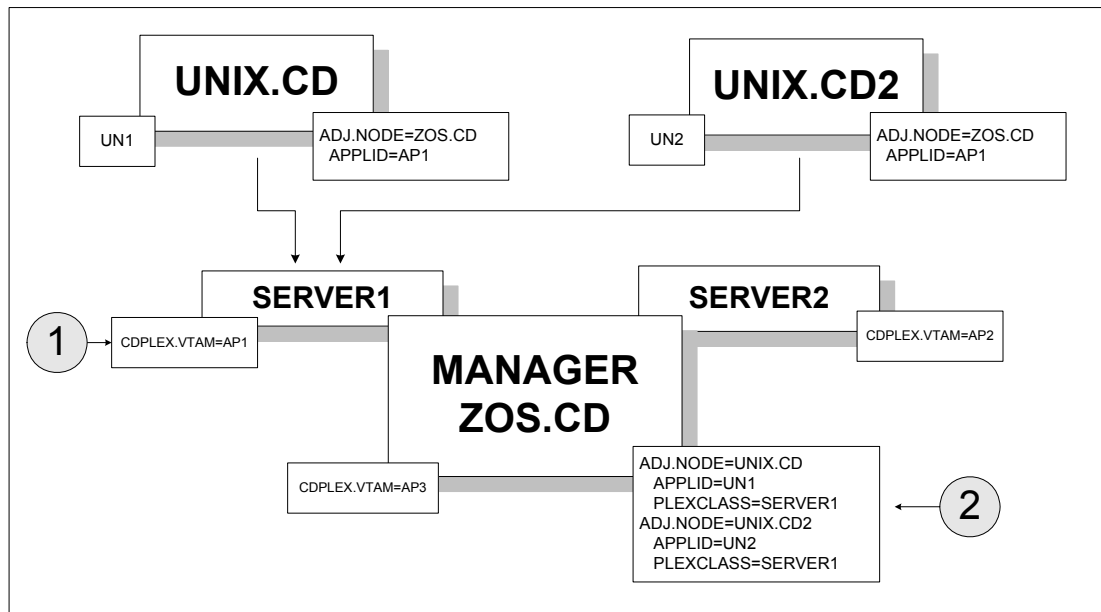 UNIX.CD
UN1
ADJ.NODE=ZOS.CD
APPLID=AP1
UNIX.CD2
UN2
ADJ.NODE=ZOS.CD
APPLID=AP1
SERVER1
SERVER2
1
CDPLEX.VTAM=AP1
CDPLEX.VTAM=AP2
MANAGER
ZOS.CD
CDPLEX.VTAM=AP3
ADJ.NODE=UNIX.CD
APPLID=UN1
PLEXCLASS=SERVER1
ADJ.NODE=UNIX.CD2
APPLID=UN2
PLEXCLASS=SERVER1
2